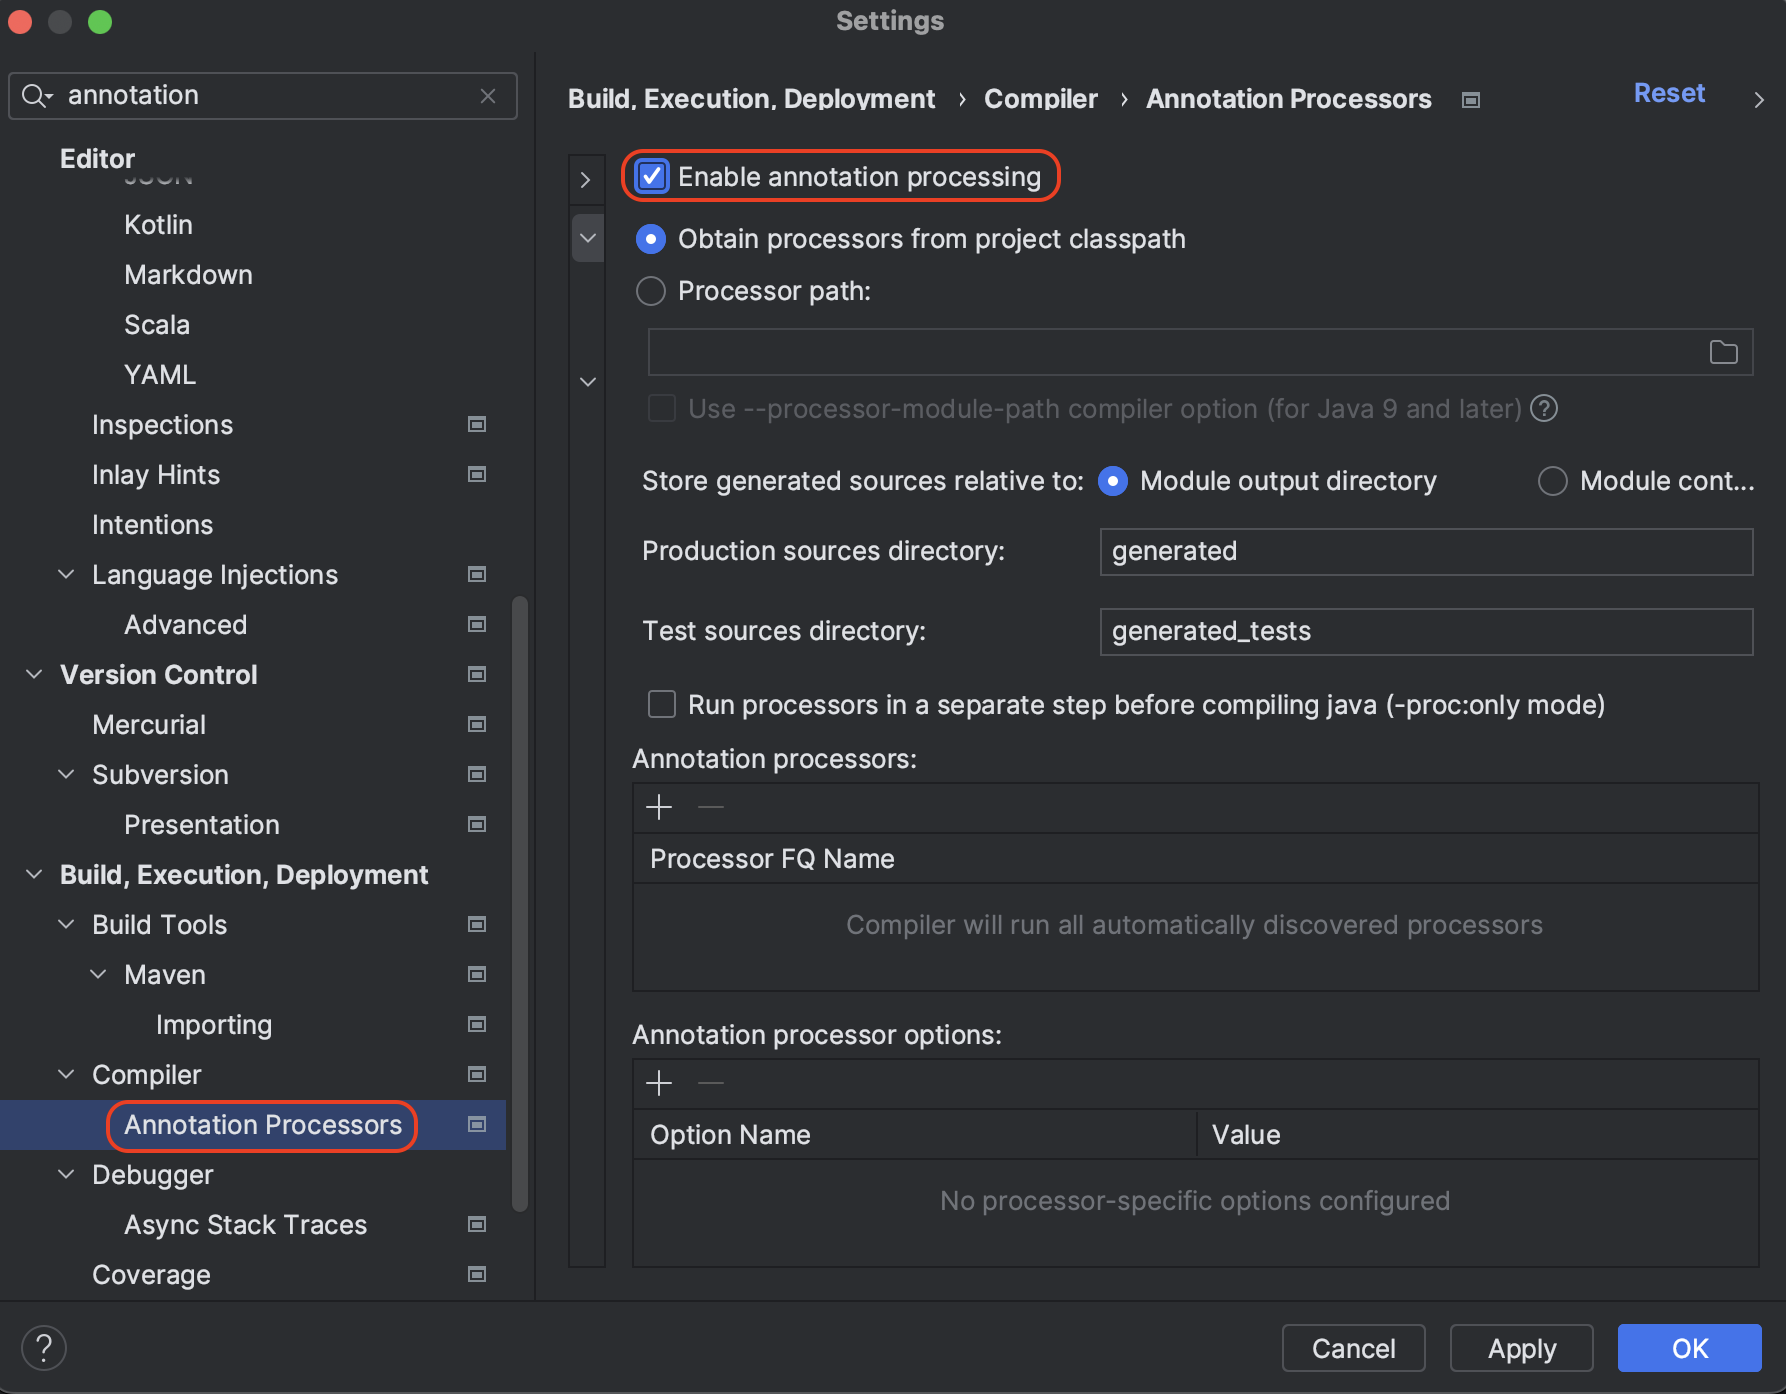 Settings
annotation
Editor
JSON
Kotlin
Markdown
Scala
YAML
Inspections
Inlay Hints
Intentions
Language Injections
Advanced
Version Control
Mercurial
Subversion
Presentation
Build, Execution, Deployment
Build Tools
Maven
Importing
Compiler
Annotation Processors
Debugger
Async Stack Traces
Coverage
Build, Execution, Deployment › Compiler › Annotation Processors
Reset
Enable annotation processing
Obtain processors from project classpath
Processor path:
Use --processor-module-path compiler option (for Java 9 and later) ?
Store generated sources relative to: Module output directory Module cont...
Production sources directory: generated
Test sources directory: generated_tests
Run processors in a separate step before compiling java (-proc:only mode)
Annotation processors:
Processor FQ Name
Compiler will run all automatically discovered processors
Annotation processor options:
Option Name Value
No processor-specific options configured
? Cancel Apply OK